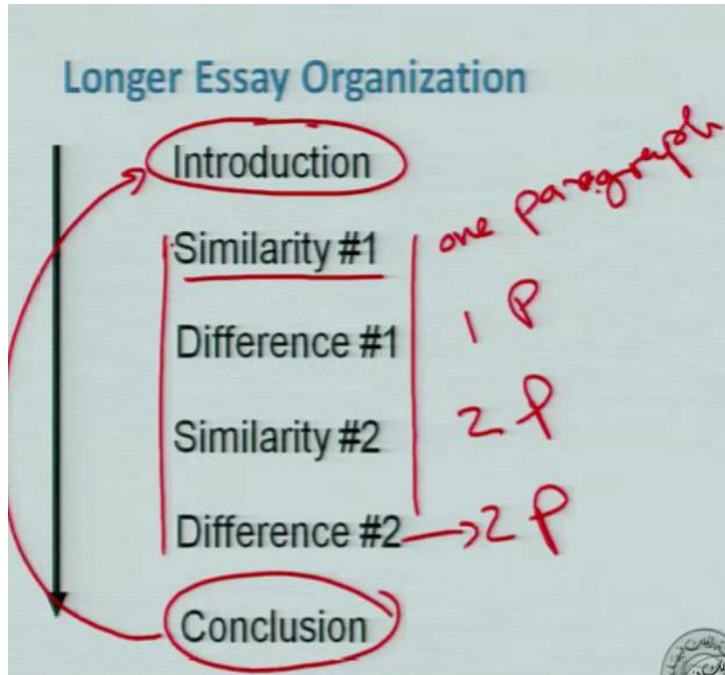 Longer Essay Organization
Introduction
Similarity #1 one paragraph
Difference #1 1 P
Similarity #2 2 P
Difference #2 → 2 P
Conclusion